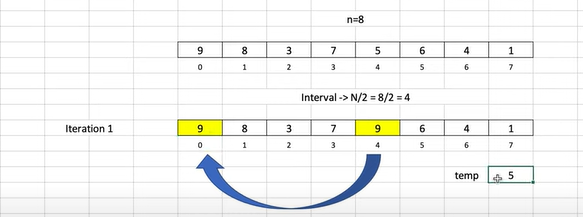 n=8
9 8 3 7 5 6 4 1
0 1 2 3 4 5 6 7
Interval -> N/2 = 8/2 = 4
Iteration 1 9 8 3 7 9 6 4 1
0 1 2 3 4 5 6 7
temp 5